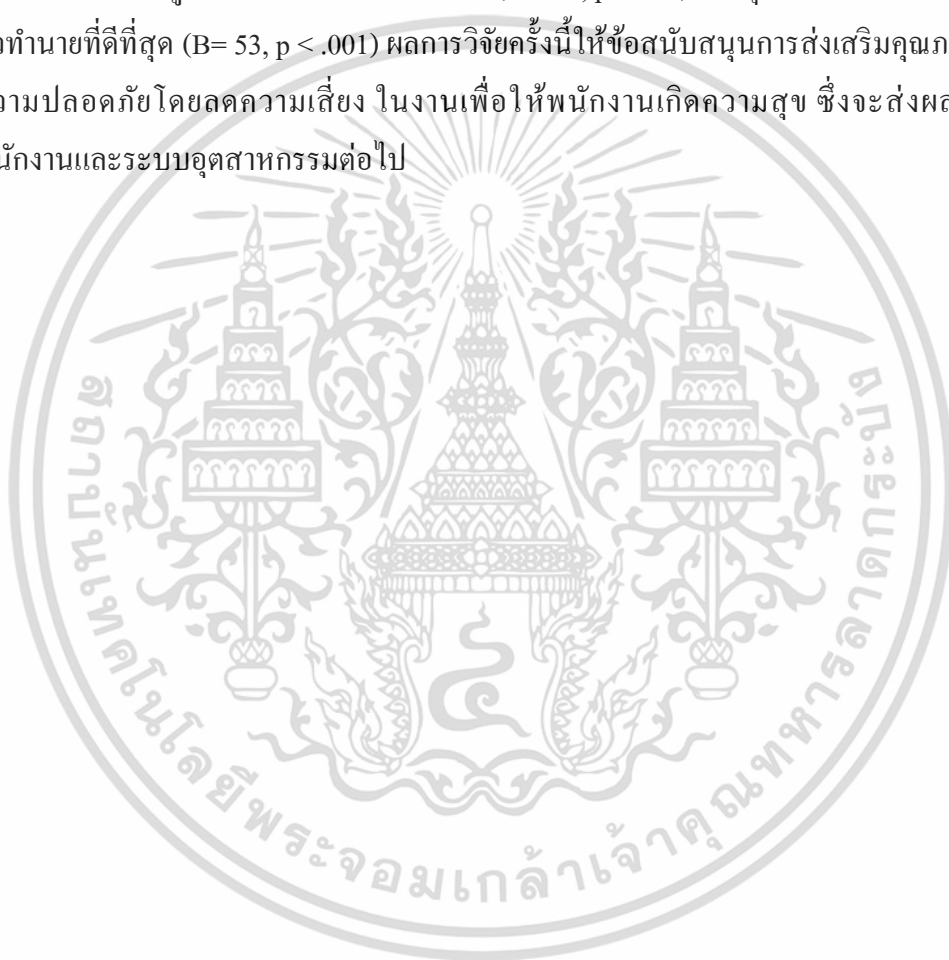 วทำนายที่ดีที่สุด (B= 53, p < .001) ผลการวิจัยครั้งนี้ให้ข้อสนับสนุนการส่งเสริมคุณภ
วามปลอดภัยโดยลดความเสี่ยง ในงานเพื่อให้พนักงานเกิดความสุข ซึ่งจะส่งผล
นักงานและระบบอุตสาหกรรมต่อไป
สถาบันเทคโนโลยีพระจอมเกล้าเจ้าคุณทหารลาดกระบัง